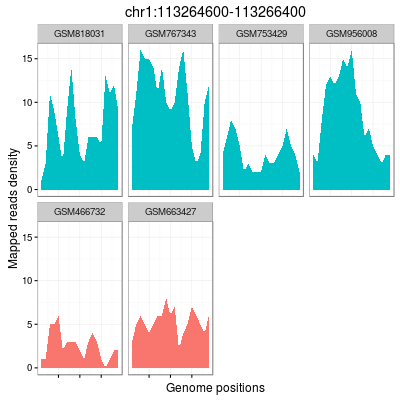 chr1:113264600-113266400
GSM818031 GSM767343 GSM753429 GSM956008
15
10
5
0
GSM466732 GSM663427
15
10
5
0
Mapped reads density
Genome positions